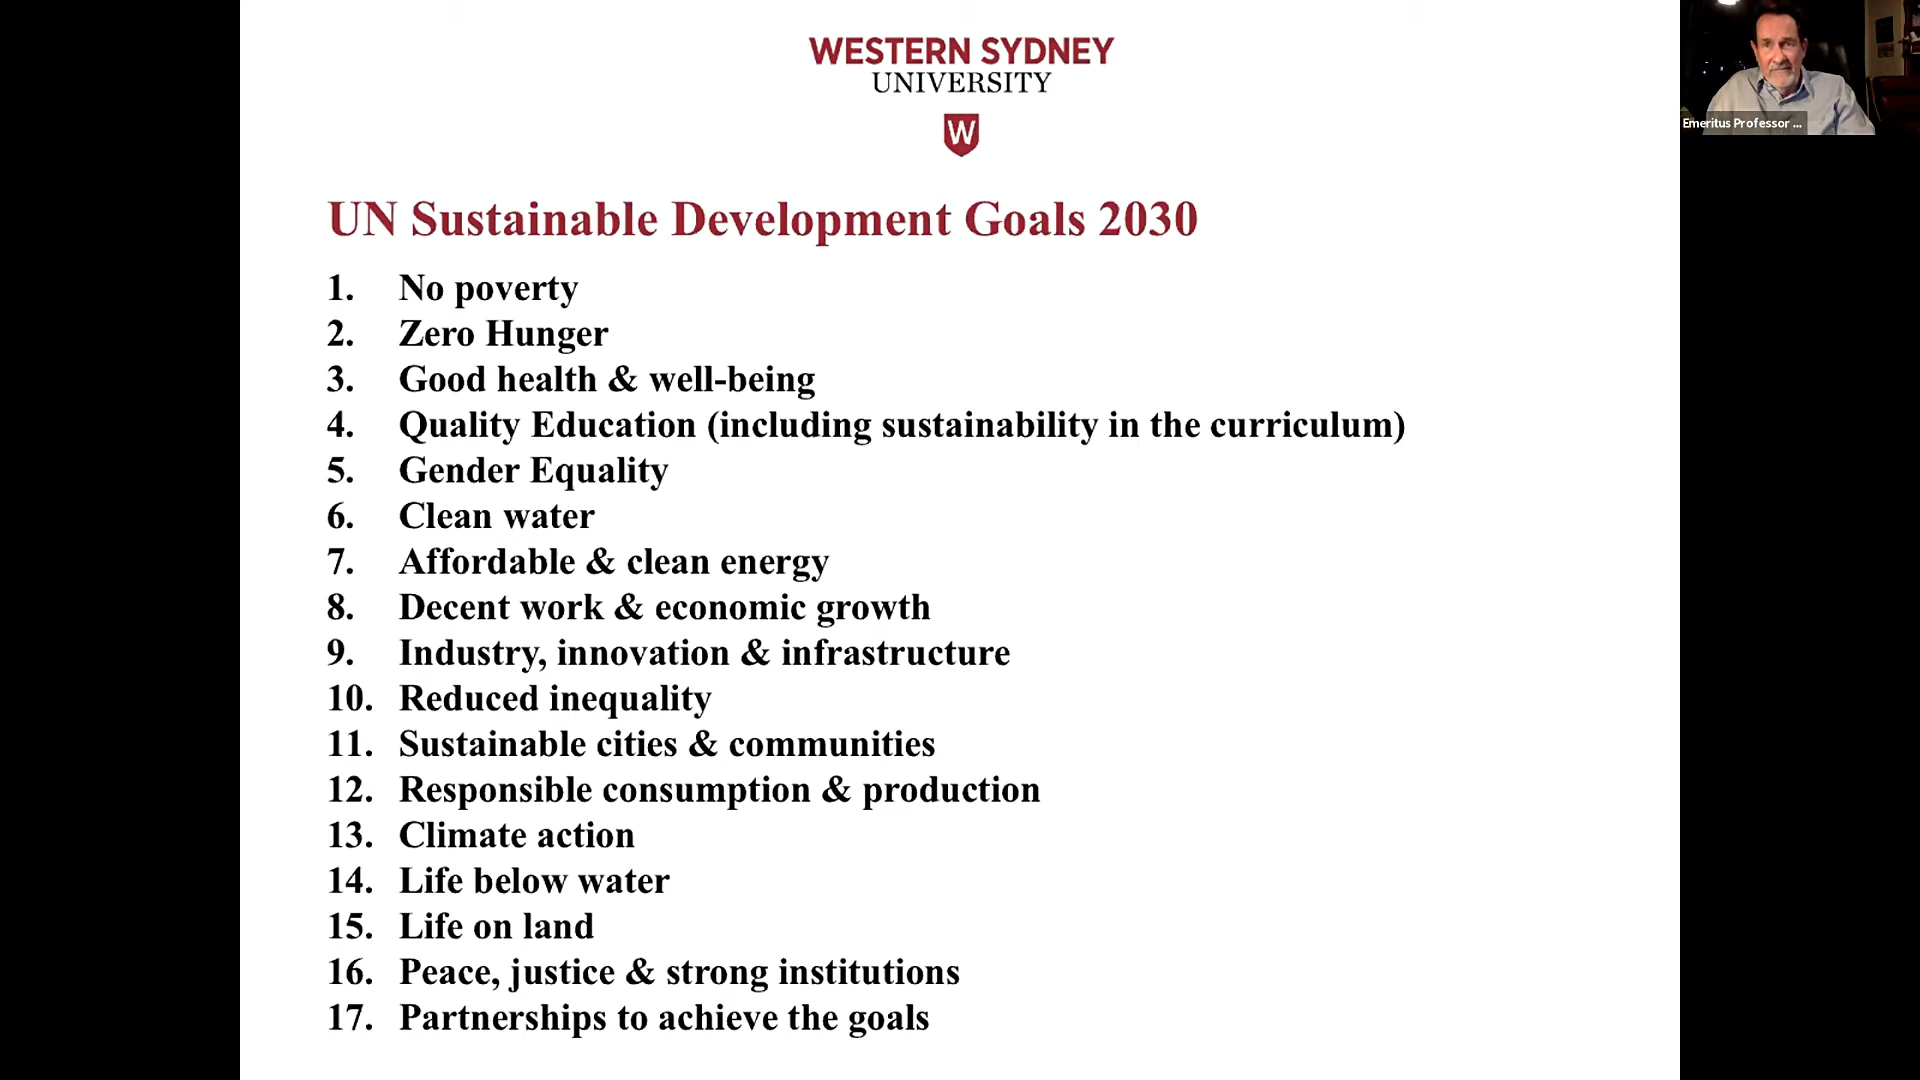 WESTERN SYDNEY
UNIVERSITY
W
Emeritus Professor ...
UN Sustainable Development Goals 2030
1. No poverty
2. Zero Hunger
3. Good health & well-being
4. Quality Education (including sustainability in the curriculum)
5. Gender Equality
6. Clean water
7. Affordable & clean energy
8. Decent work & economic growth
9. Industry, innovation & infrastructure
10. Reduced inequality
11. Sustainable cities & communities
12. Responsible consumption & production
13. Climate action
14. Life below water
15. Life on land
16. Peace, justice & strong institutions
17. Partnerships to achieve the goals